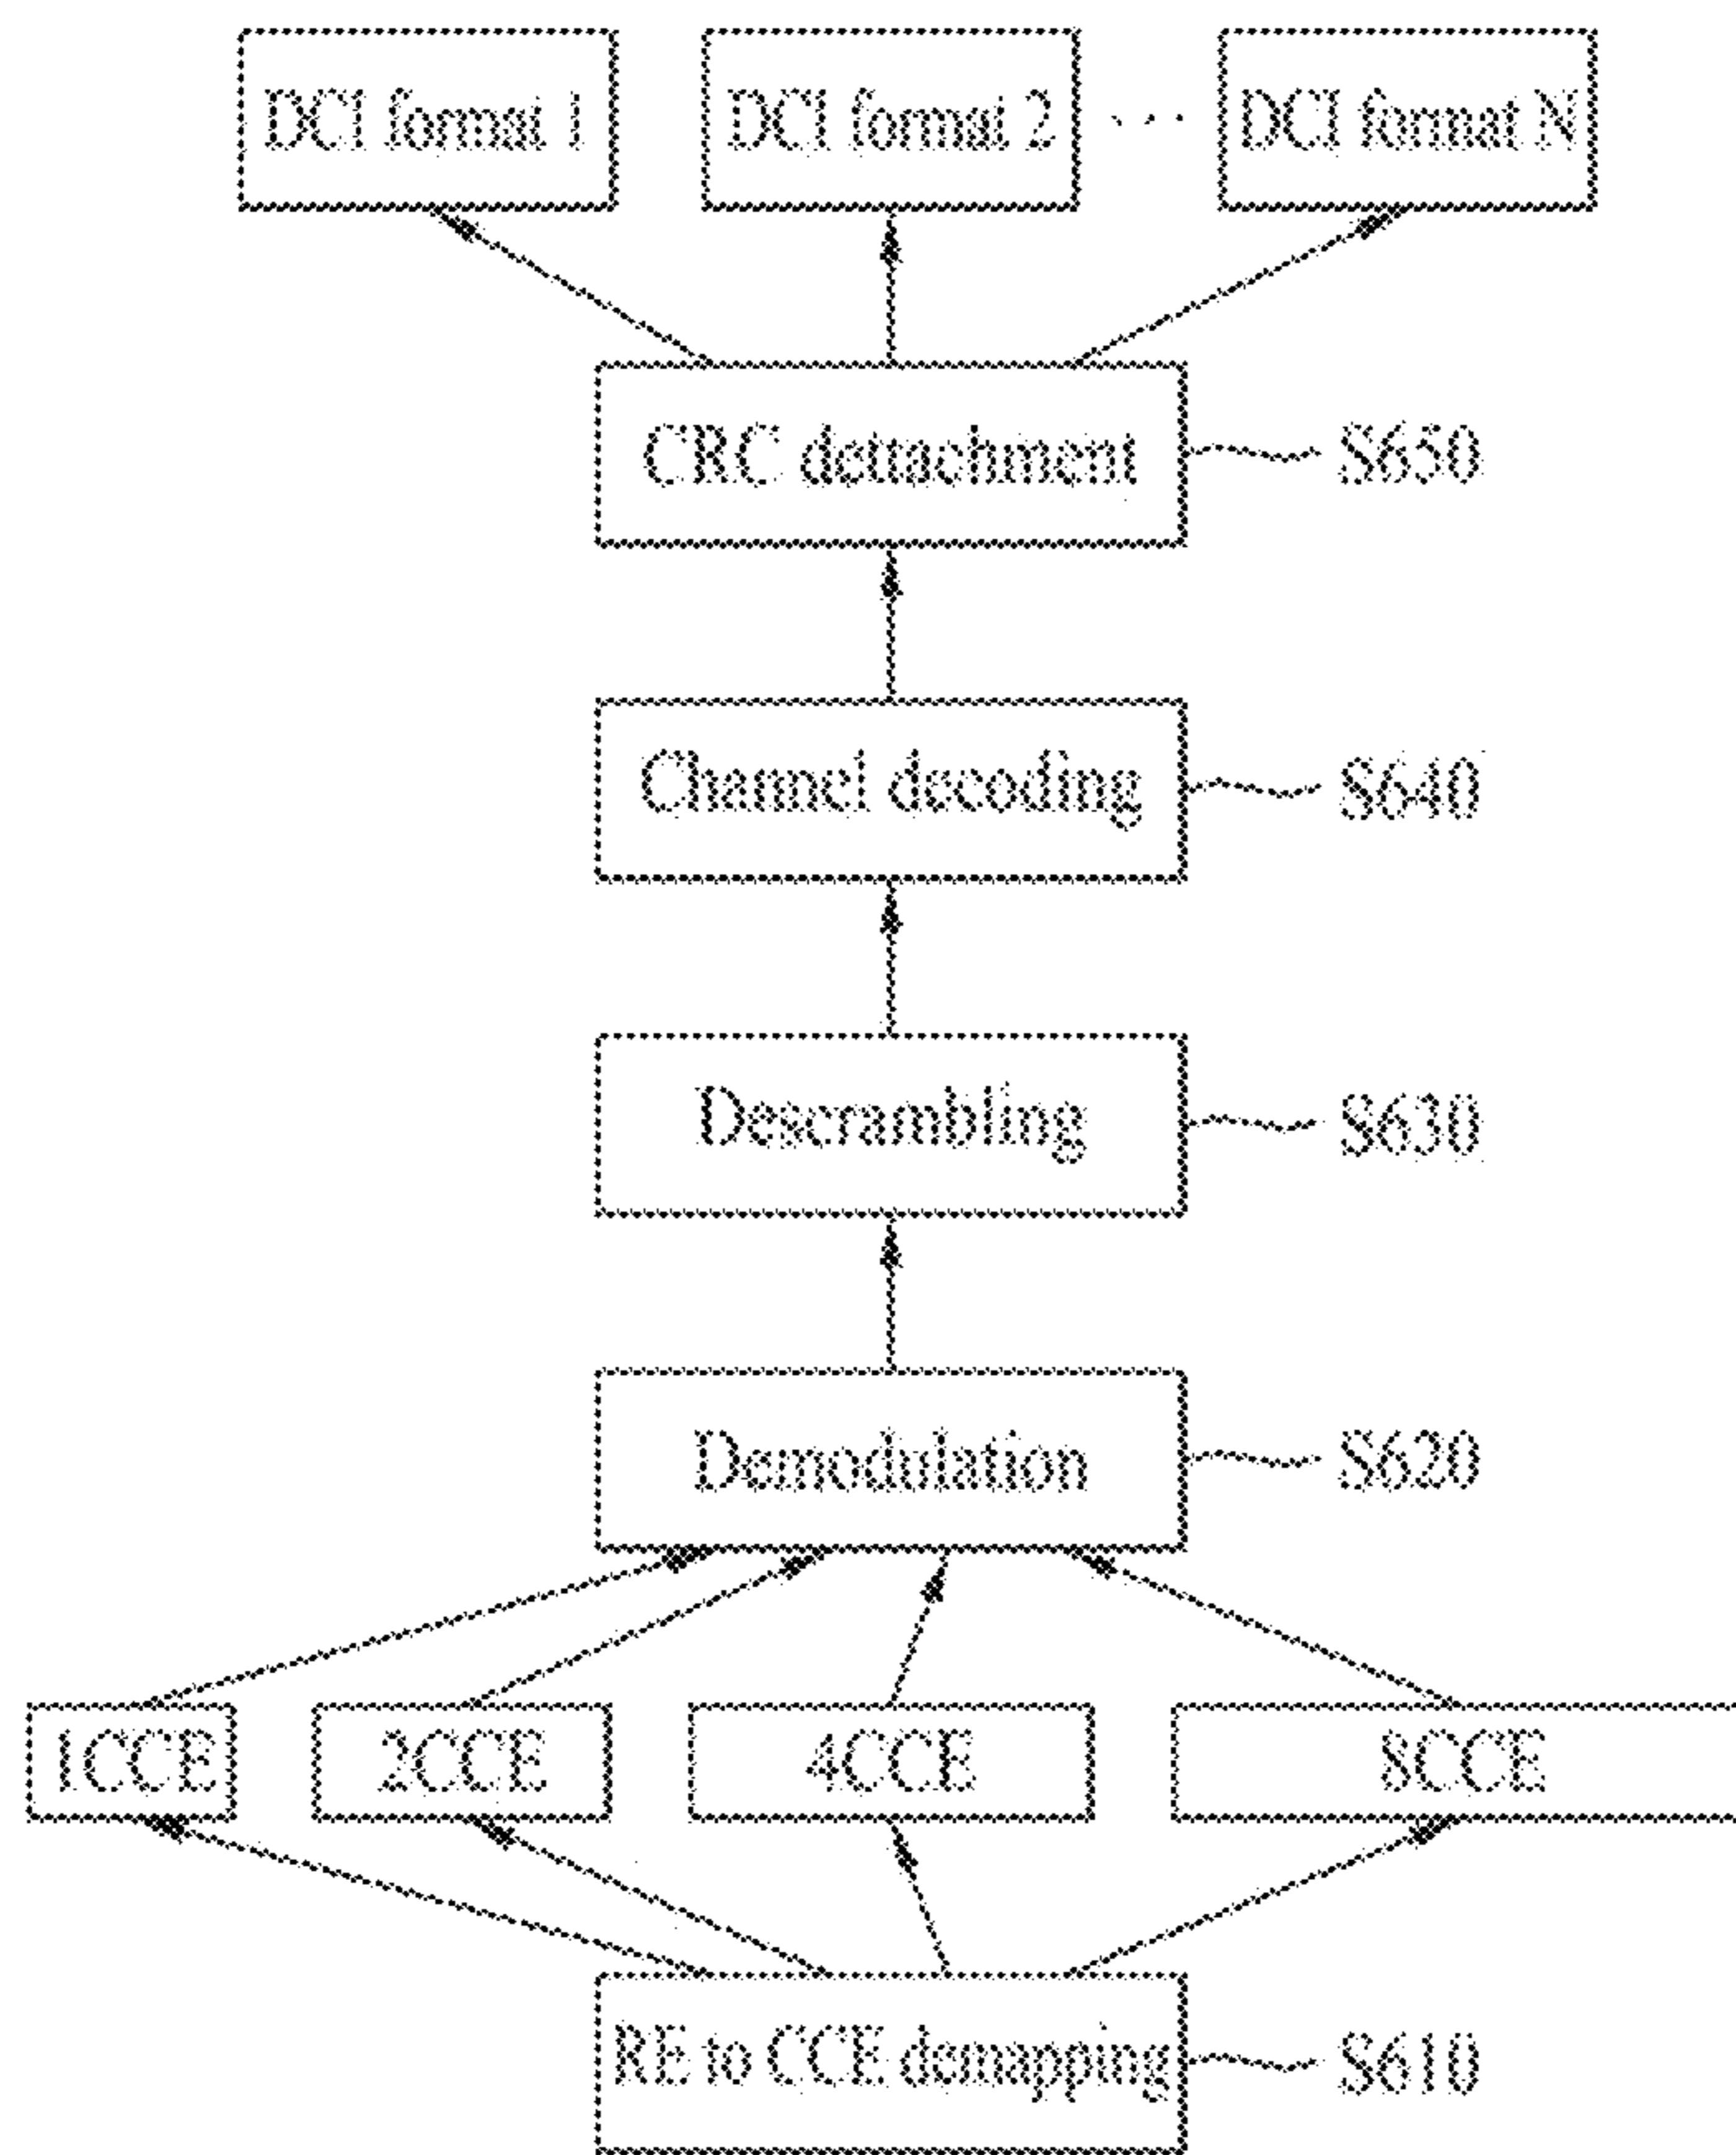 DCI format 1
DCI format 2
. . .
DCI format N
CRC dettachment
S650
Channel decoding
S640
Descrambling
S630
Demodulation
S620
1CCE
2CCE
4CCE
8CCE
RE to CCE demapping
S610